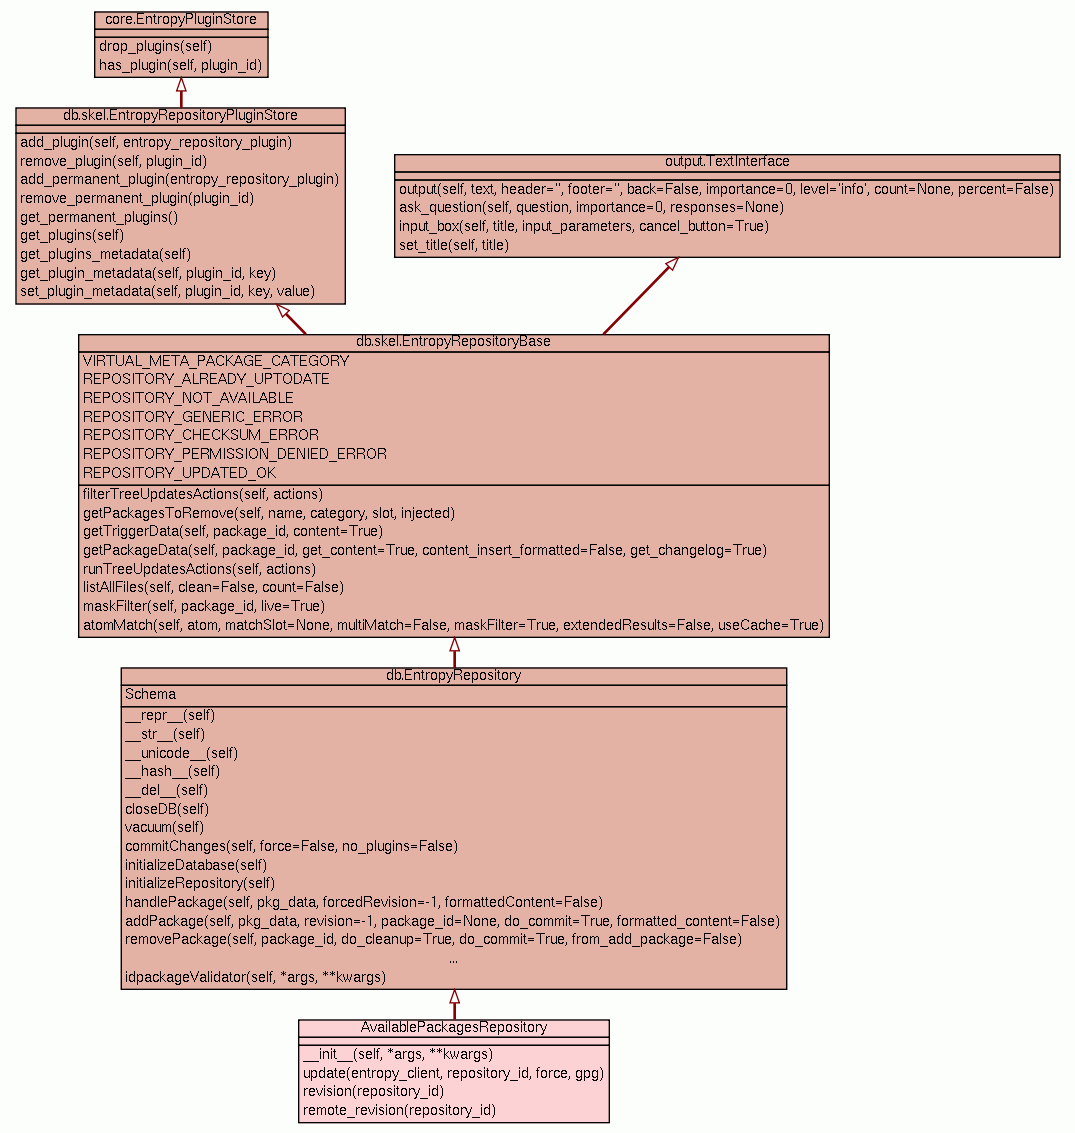 core.EntropyPluginStore
drop_plugins(self)
has_plugin(self, plugin_id)
db.skel.EntropyRepositoryPluginStore
add_plugin(self, entropy_repository_plugin)
remove_plugin(self, plugin_id)
add_permanent_plugin(entropy_repository_plugin)
remove_permanent_plugin(plugin_id)
get_permanent_plugins()
get_plugins(self)
get_plugins_metadata(self)
get_plugin_metadata(self, plugin_id, key)
set_plugin_metadata(self, plugin_id, key, value)
output.TextInterface
output(self, text, header='', footer='', back=False, importance=0, level='info', count=None, percent=False)
ask_question(self, question, importance=0, responses=None)
input_box(self, title, input_parameters, cancel_button=True)
set_title(self, title)
db.skel.EntropyRepositoryBase
VIRTUAL_META_PACKAGE_CATEGORY
REPOSITORY_ALREADY_UPTODATE
REPOSITORY_NOT_AVAILABLE
REPOSITORY_GENERIC_ERROR
REPOSITORY_CHECKSUM_ERROR
REPOSITORY_PERMISSION_DENIED_ERROR
REPOSITORY_UPDATED_OK
filterTreeUpdatesActions(self, actions)
getPackagesToRemove(self, name, category, slot, injected)
getTriggerData(self, package_id, content=True)
getPackageData(self, package_id, get_content=True, content_insert_formatted=False, get_changelog=True)
runTreeUpdatesActions(self, actions)
listAllFiles(self, clean=False, count=False)
maskFilter(self, package_id, live=True)
atomMatch(self, atom, matchSlot=None, multiMatch=False, maskFilter=True, extendedResults=False, useCache=True)
db.EntropyRepository
Schema
__repr__(self)
__str__(self)
__unicode__(self)
__hash__(self)
__del__(self)
closeDB(self)
vacuum(self)
commitChanges(self, force=False, no_plugins=False)
initializeDatabase(self)
initializeRepository(self)
handlePackage(self, pkg_data, forcedRevision=-1, formattedContent=False)
addPackage(self, pkg_data, revision=-1, package_id=None, do_commit=True, formatted_content=False)
removePackage(self, package_id, do_cleanup=True, do_commit=True, from_add_package=False)
...
idpackageValidator(self, *args, **kwargs)
AvailablePackagesRepository
__init__(self, *args, **kwargs)
update(entropy_client, repository_id, force, gpg)
revision(repository_id)
remote_revision(repository_id)